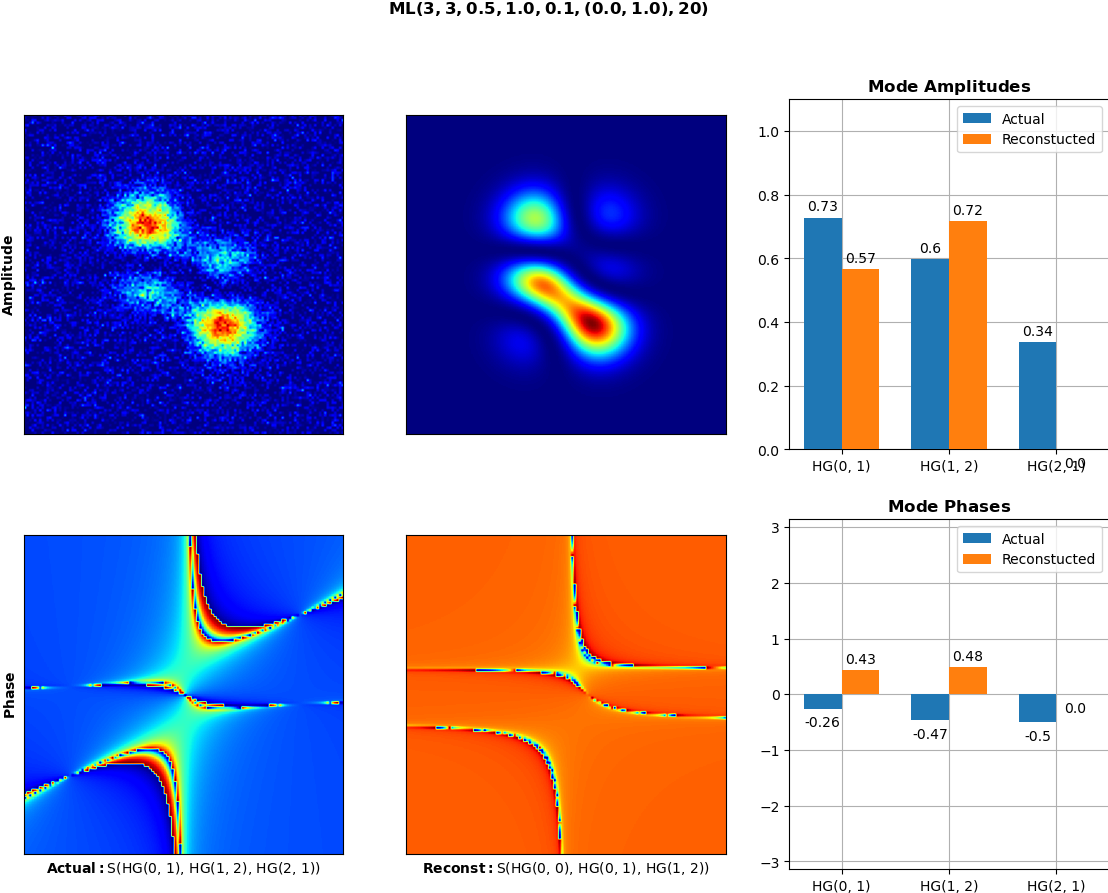 ML(3, 3, 0.5, 1.0, 0.1, (0.0, 1.0), 20)
Amplitude
Mode Amplitudes
Actual
Reconstucted
1.0
0.8
0.6
0.4
0.2
0.0
0.73
0.57
0.6
0.72
0.34
0.0
HG(0, 1)
HG(1, 2)
HG(2, 1)
Phase
Actual: S(HG(0, 1), HG(1, 2), HG(2, 1))
Reconst: S(HG(0, 0), HG(0, 1), HG(1, 2))
Mode Phases
Actual
Reconstucted
3
2
1
0
−1
−2
−3
-0.26
0.43
-0.47
0.48
-0.5
0.0
HG(0, 1)
HG(1, 2)
HG(2, 1)